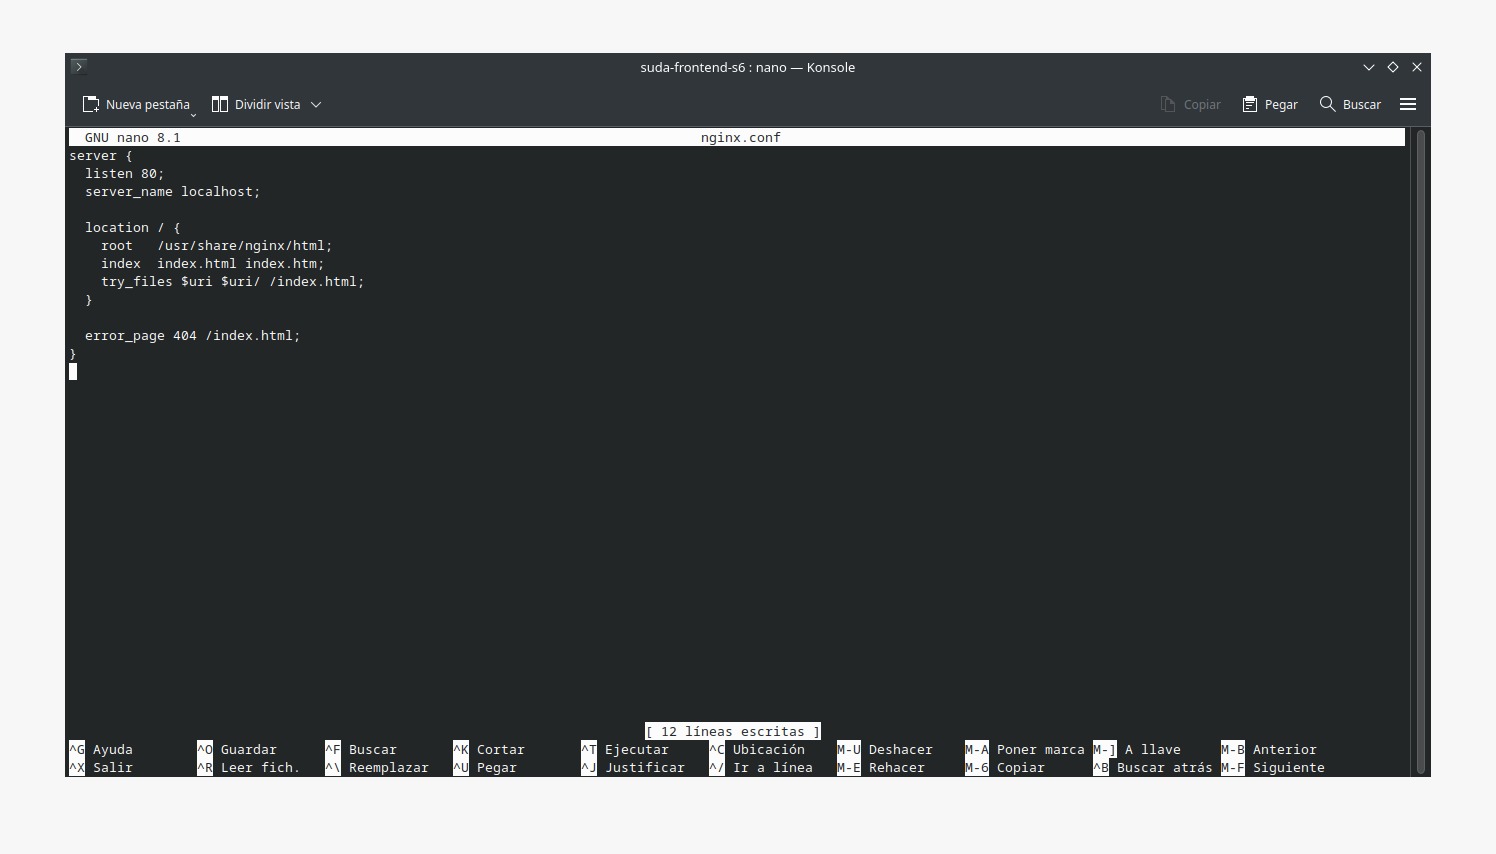 suda-frontend-s6 : nano — Konsole
Nueva pestaña Dividir vista Copiar Pegar Buscar
GNU nano 8.1 nginx.conf
server {
  listen 80;
  server_name localhost;

  location / {
    root   /usr/share/nginx/html;
    index  index.html index.htm;
    try_files $uri $uri/ /index.html;
  }

  error_page 404 /index.html;
}
[ 12 líneas escritas ]
^G Ayuda ^O Guardar ^F Buscar ^K Cortar ^T Ejecutar ^C Ubicación M-U Deshacer M-A Poner marca M-] A llave M-B Anterior
^X Salir ^R Leer fich. ^\ Reemplazar ^U Pegar ^J Justificar ^/ Ir a línea M-E Rehacer M-6 Copiar ^B Buscar atrás M-F Siguiente